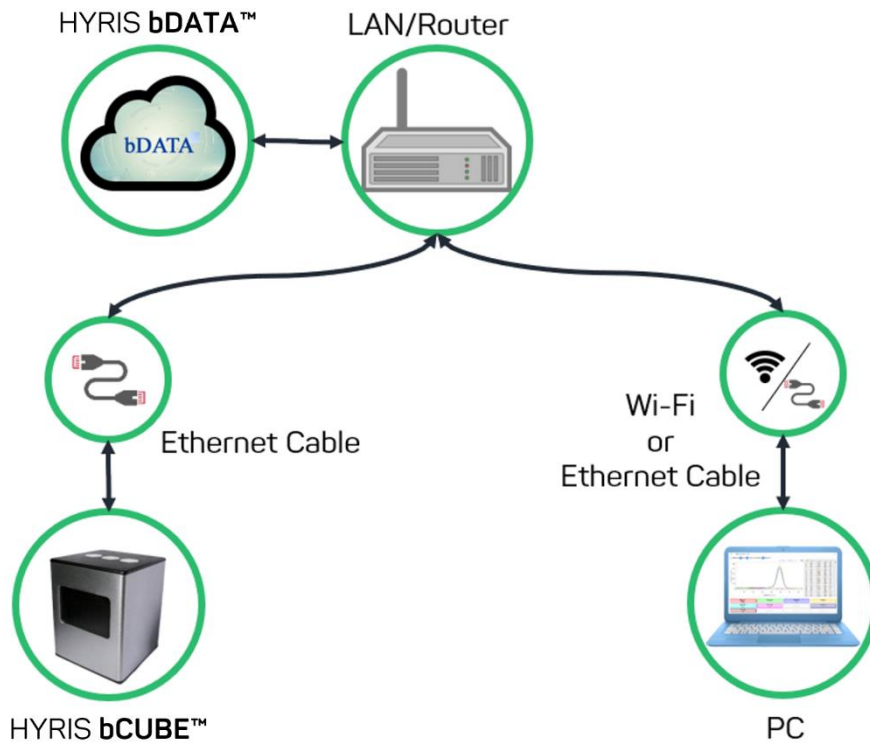 HYRIS bDATA™
LAN/Router
bDATA
Ethernet Cable
Wi-Fi
or
Ethernet Cable
HYRIS bCUBE™
PC